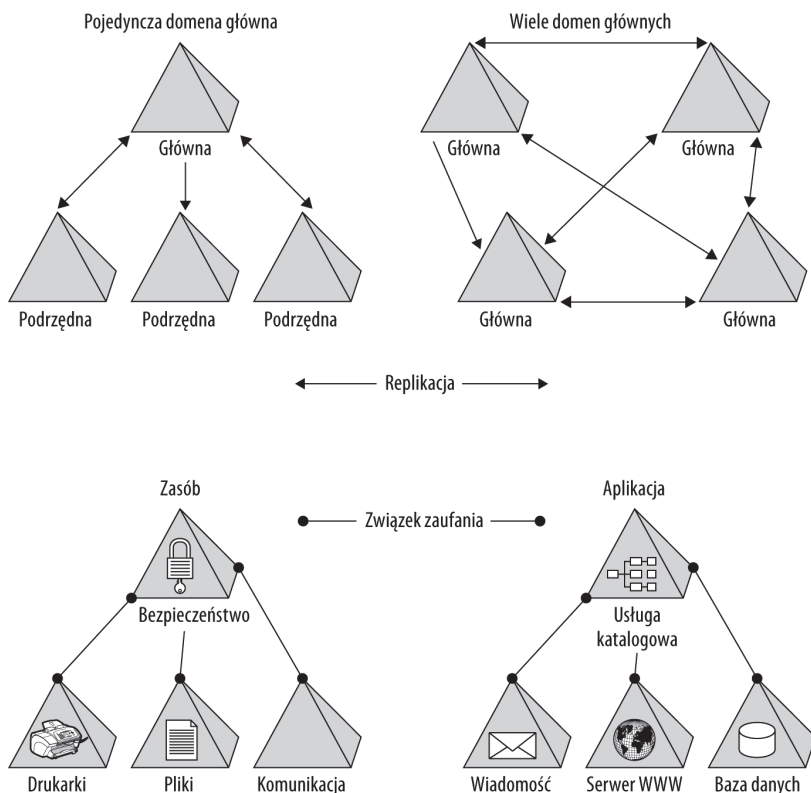 Pojedyncza domena główna
Wiele domen głównych
Główna
Główna
Główna
Podrzędna
Podrzędna
Podrzędna
Główna
Główna
Replikacja
Zasób
Aplikacja
Związek zaufania
Bezpieczeństwo
Usługa
katalogowa
Drukarki
Pliki
Komunikacja
Wiadomość
Serwer WWW
Baza danych